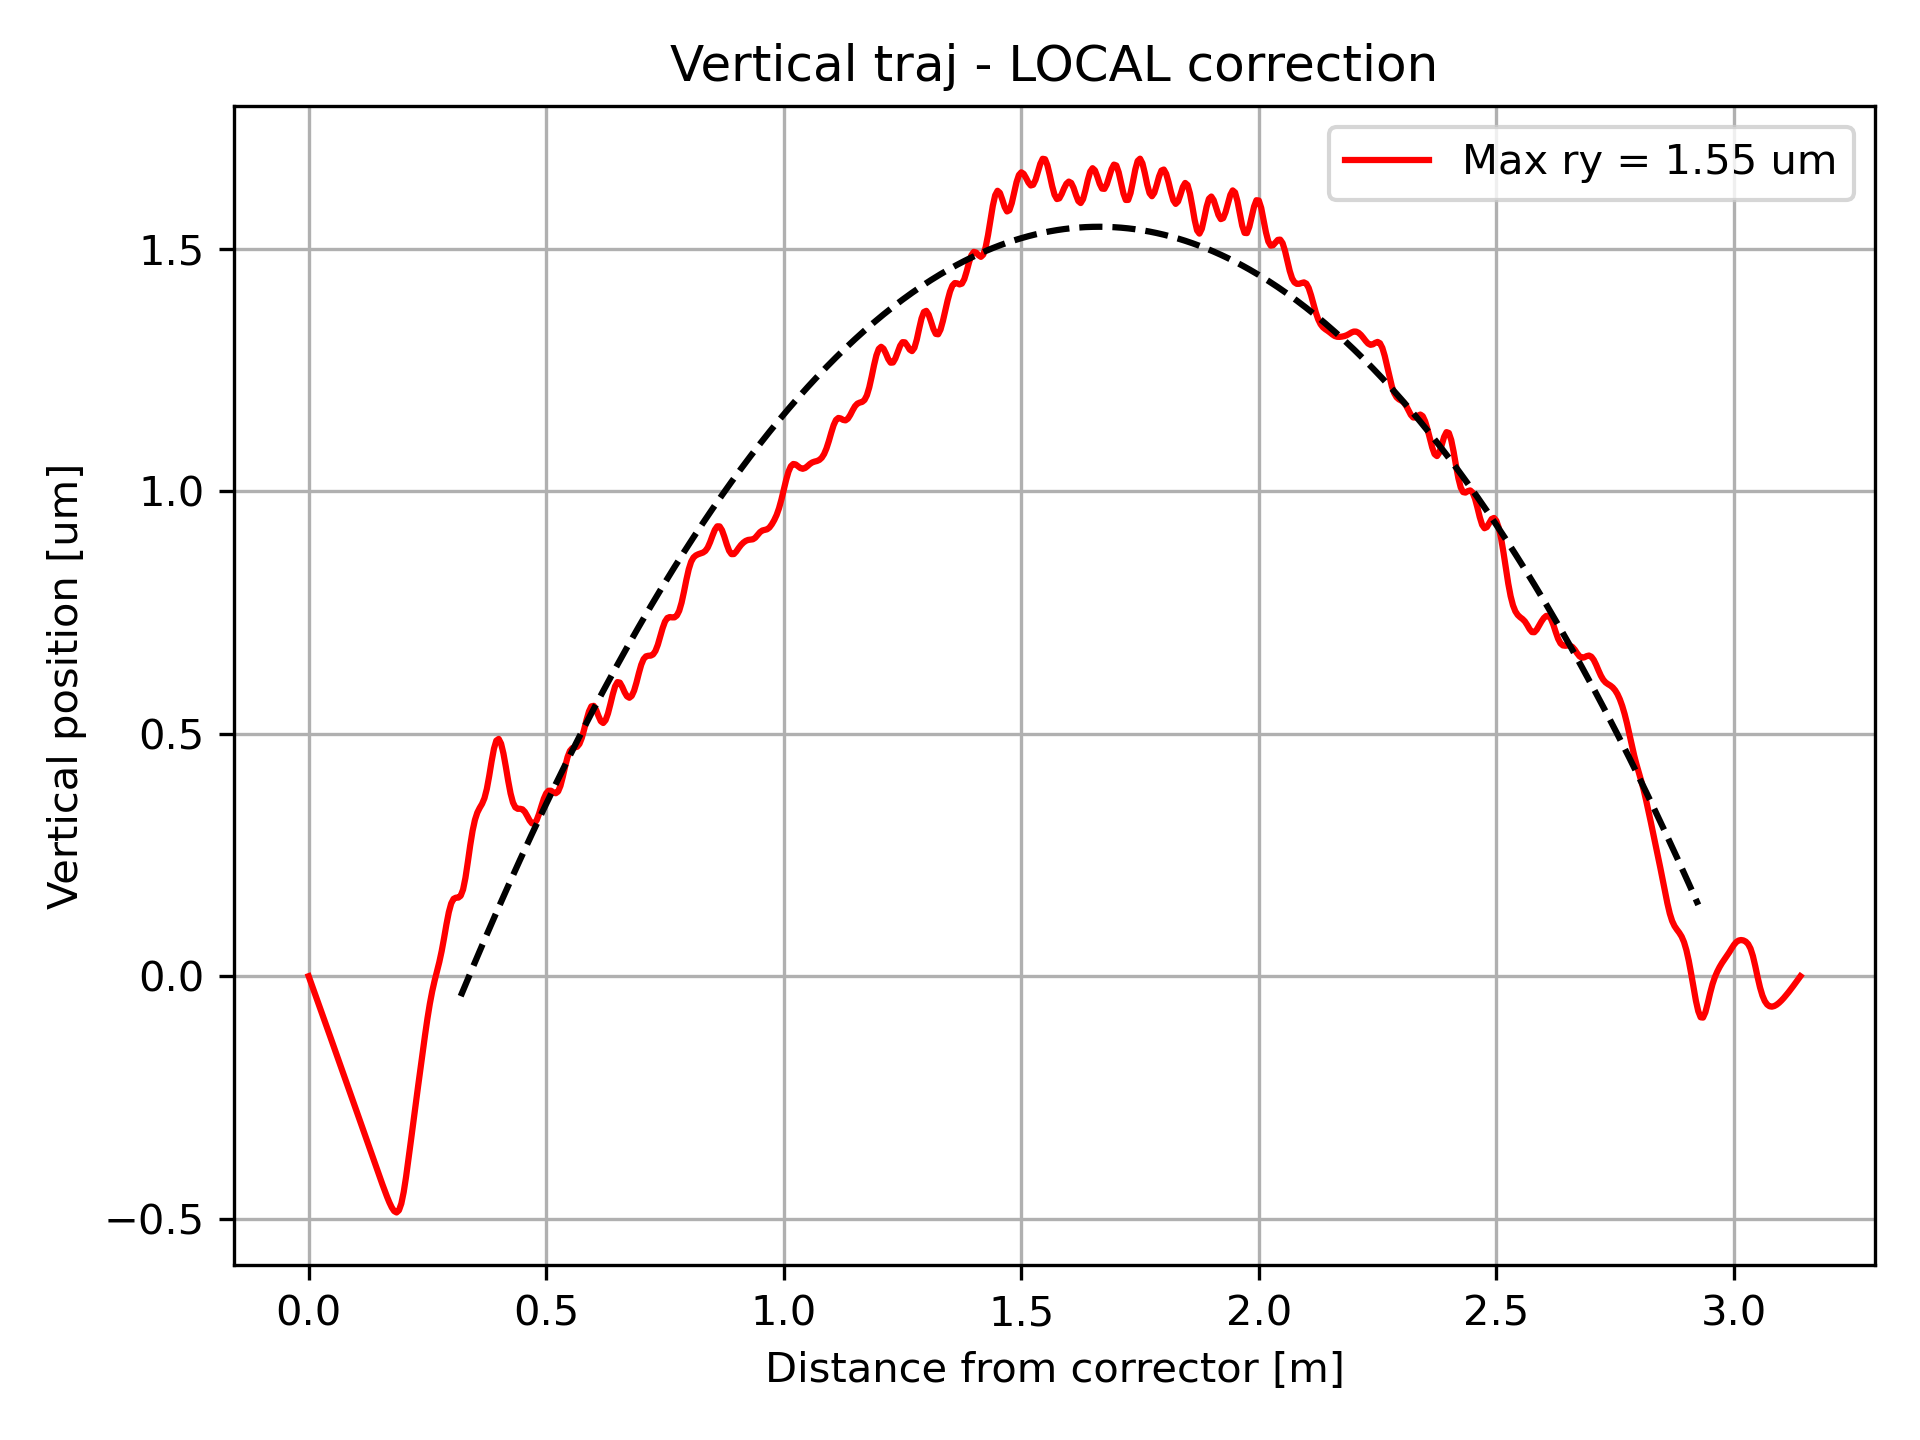 Vertical traj - LOCAL correction
Max ry = 1.55 um
Vertical position [um]
1.5
1.0
0.5
0.0
−0.5
0.0 0.5 1.0 1.5 2.0 2.5 3.0
Distance from corrector [m]